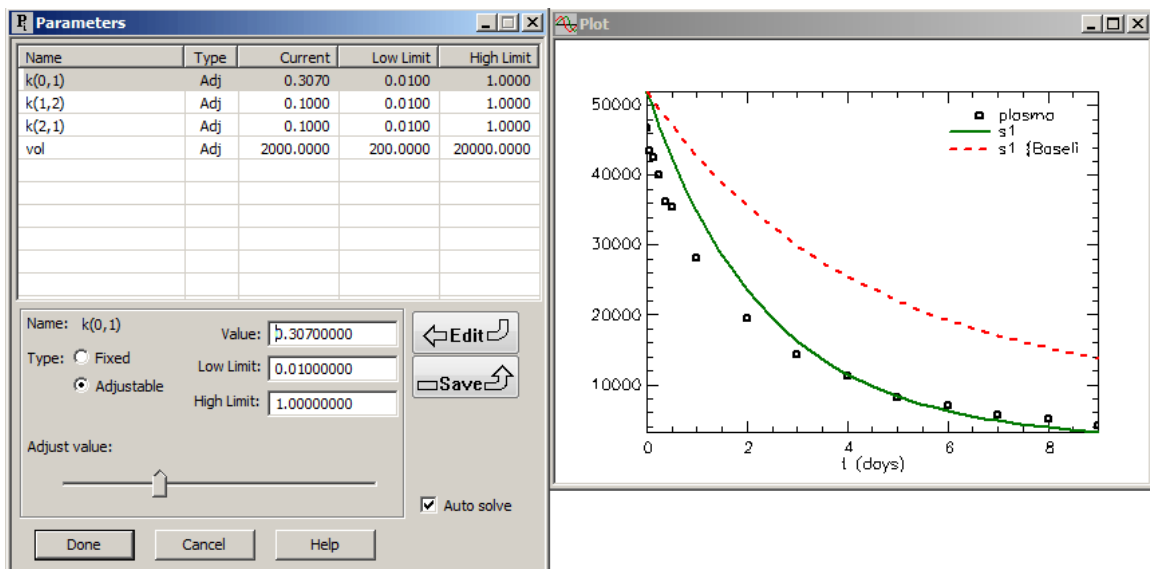 Parameters
Name Type Current Low Limit High Limit
k(0,1) Adj 0.3070 0.0100 1.0000
k(1,2) Adj 0.1000 0.0100 1.0000
k(2,1) Adj 0.1000 0.0100 1.0000
vol Adj 2000.0000 200.0000 20000.0000
Name: k(0,1)
Value: 0.30700000
Type: Fixed
Adjustable
Low Limit: 0.01000000
High Limit: 1.00000000
Edit
Save
Adjust value:
Auto solve
Done Cancel Help
Plot
plasma
s1
s1 {Baseli
50000
40000
30000
20000
10000
0 2 4 6 8
t (days)